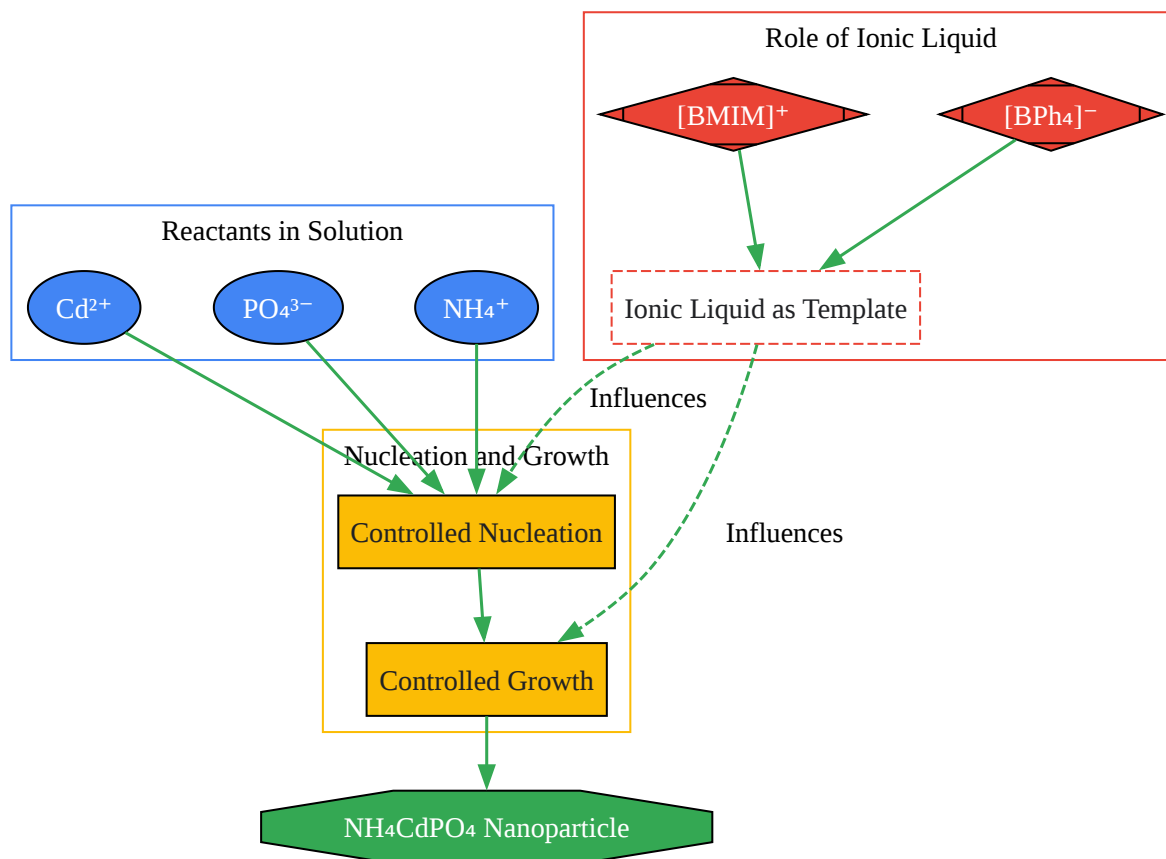 Role of Ionic Liquid
[BMIM]⁺
[BPh₄]⁻
Reactants in Solution
Cd²⁺
PO₄³⁻
NH₄⁺
Ionic Liquid as Template
Influences
Nucleation and Growth
Controlled Nucleation
Influences
Controlled Growth
NH₄CdPO₄ Nanoparticle